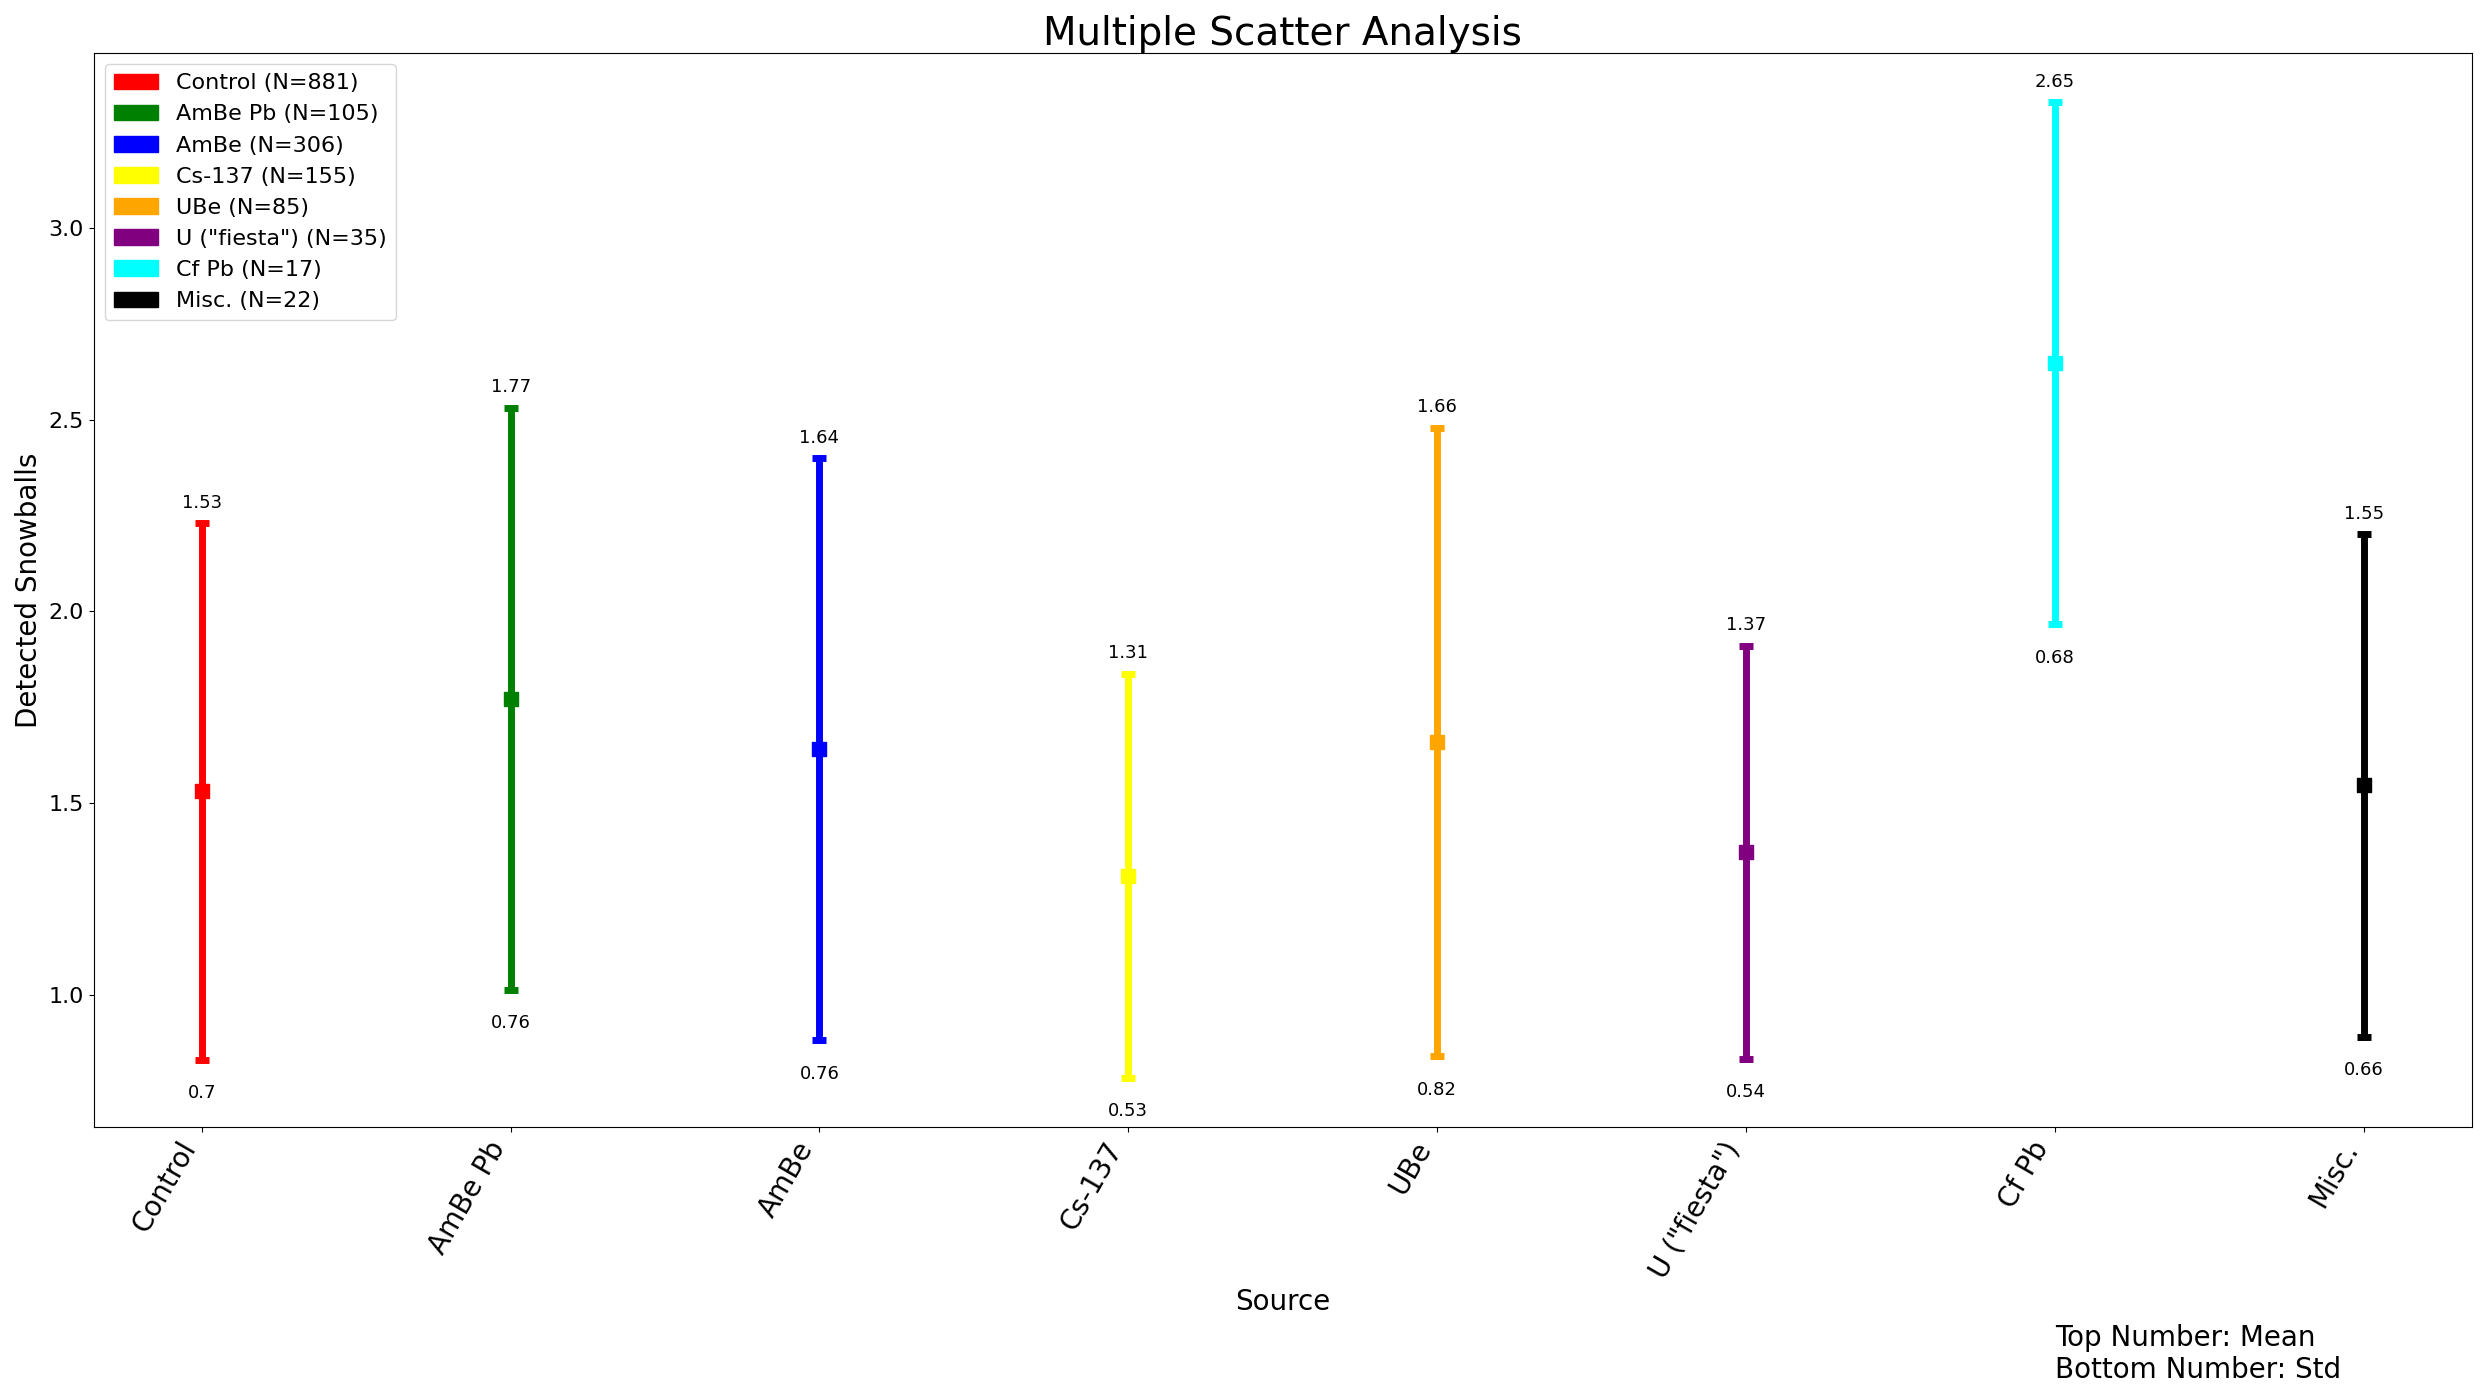 Multiple Scatter Analysis
Control (N=881)
AmBe Pb (N=105)
AmBe (N=306)
Cs-137 (N=155)
UBe (N=85)
U ("fiesta") (N=35)
Cf Pb (N=17)
Misc. (N=22)
Detected Snowballs
3.0
2.5
2.0
1.5
1.0
1.53
0.7
1.77
0.76
1.64
0.76
1.31
0.53
1.66
0.82
1.37
0.54
2.65
0.68
1.55
0.66
Control
AmBe Pb
AmBe
Cs-137
UBe
U ("fiesta")
Cf Pb
Misc.
Source
Top Number: Mean
Bottom Number: Std